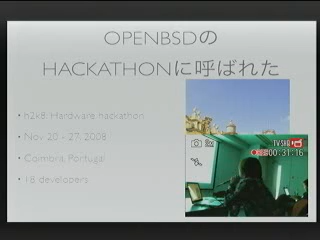 OPENBSDの
HACKATHONに呼ばれた
• h2k8: Hardware hackathon
• Nov 20 - 27, 2008
• Coimbra, Portugal
• 18 developers
00:31:16